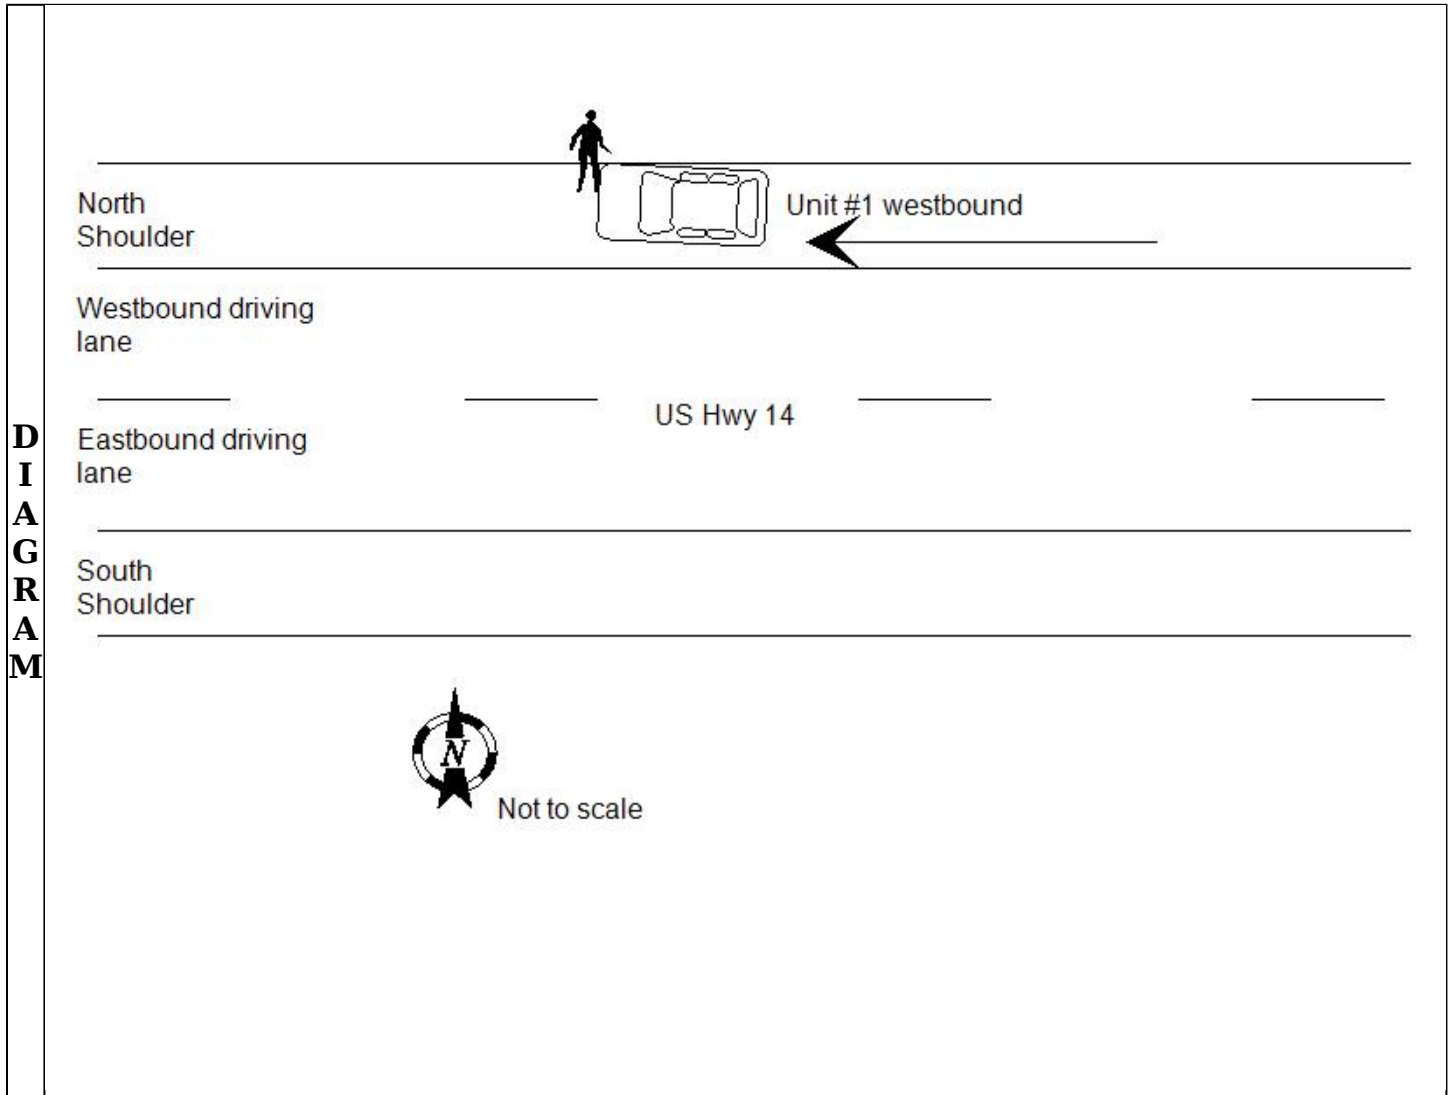 D
I
A
G
R
A
M
North
Shoulder
Unit #1 westbound
Westbound driving
lane
US Hwy 14
Eastbound driving
lane
South
Shoulder
N
Not to scale